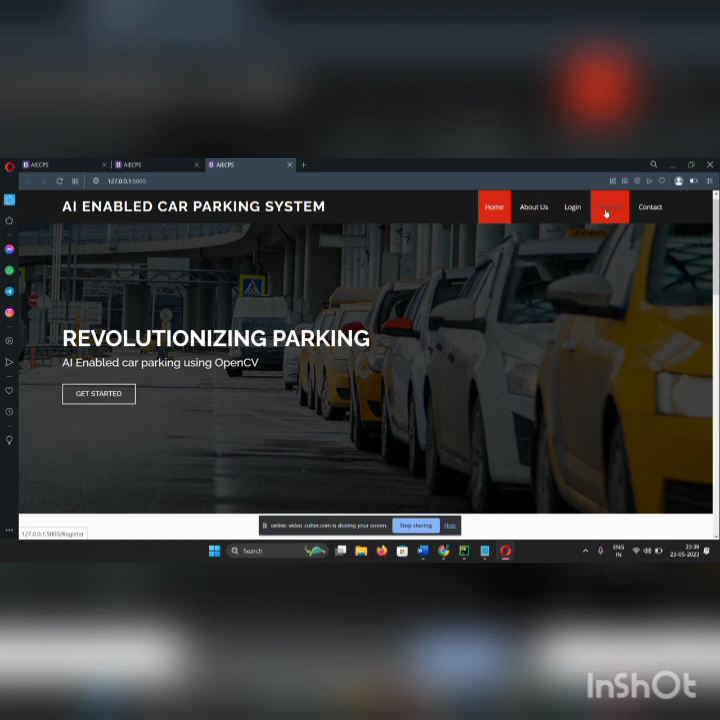 AIECPS
AIECPS
AIECPS
127.0.0.1:5000
AI ENABLED CAR PARKING SYSTEM
Home
About Us
Login
Contact
REVOLUTIONIZING PARKING
AI Enabled car parking using OpenCV
GET STARTED
online-video-cutter.com is sharing your screen.
Stop sharing
Hide
127.0.0.1:5000/Register
Search
ENG
IN
23:39
23-05-2023
InShOt